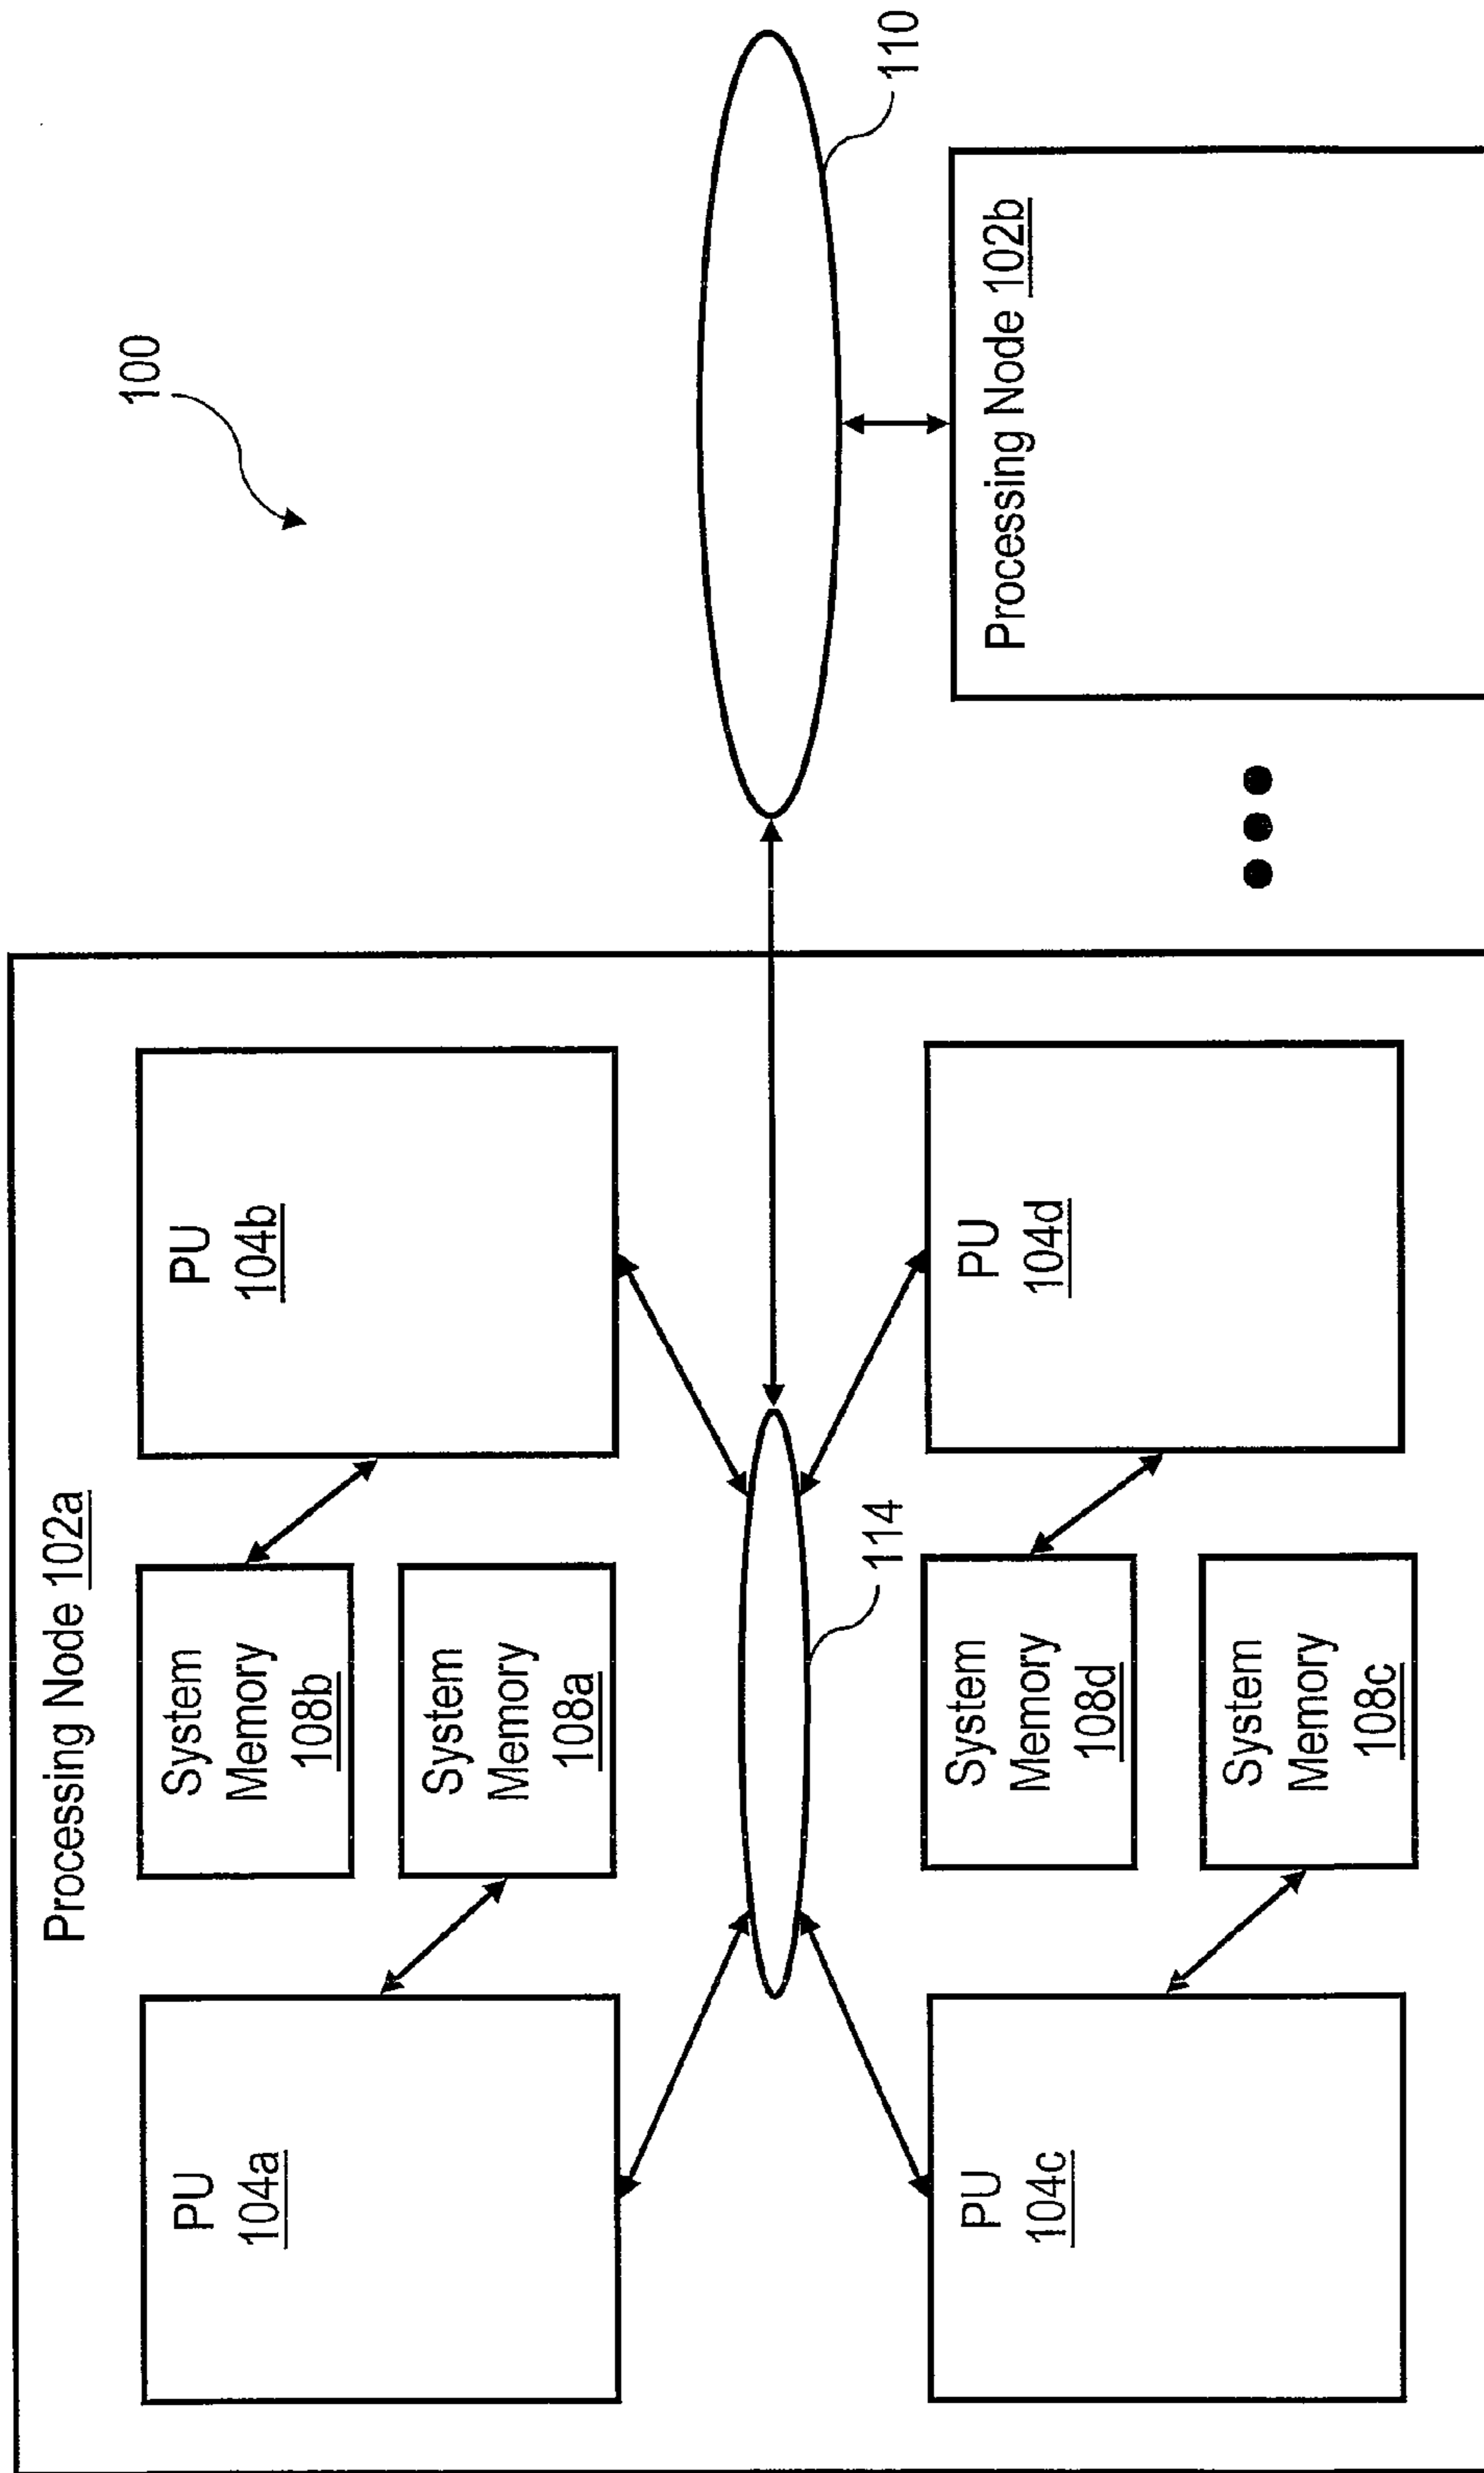 100
Processing Node 102a
PU
104a
System
Memory
108b
System
Memory
108a
PU
104b
110
114
PU
104c
System
Memory
108d
System
Memory
108c
PU
104d
Processing Node 102b